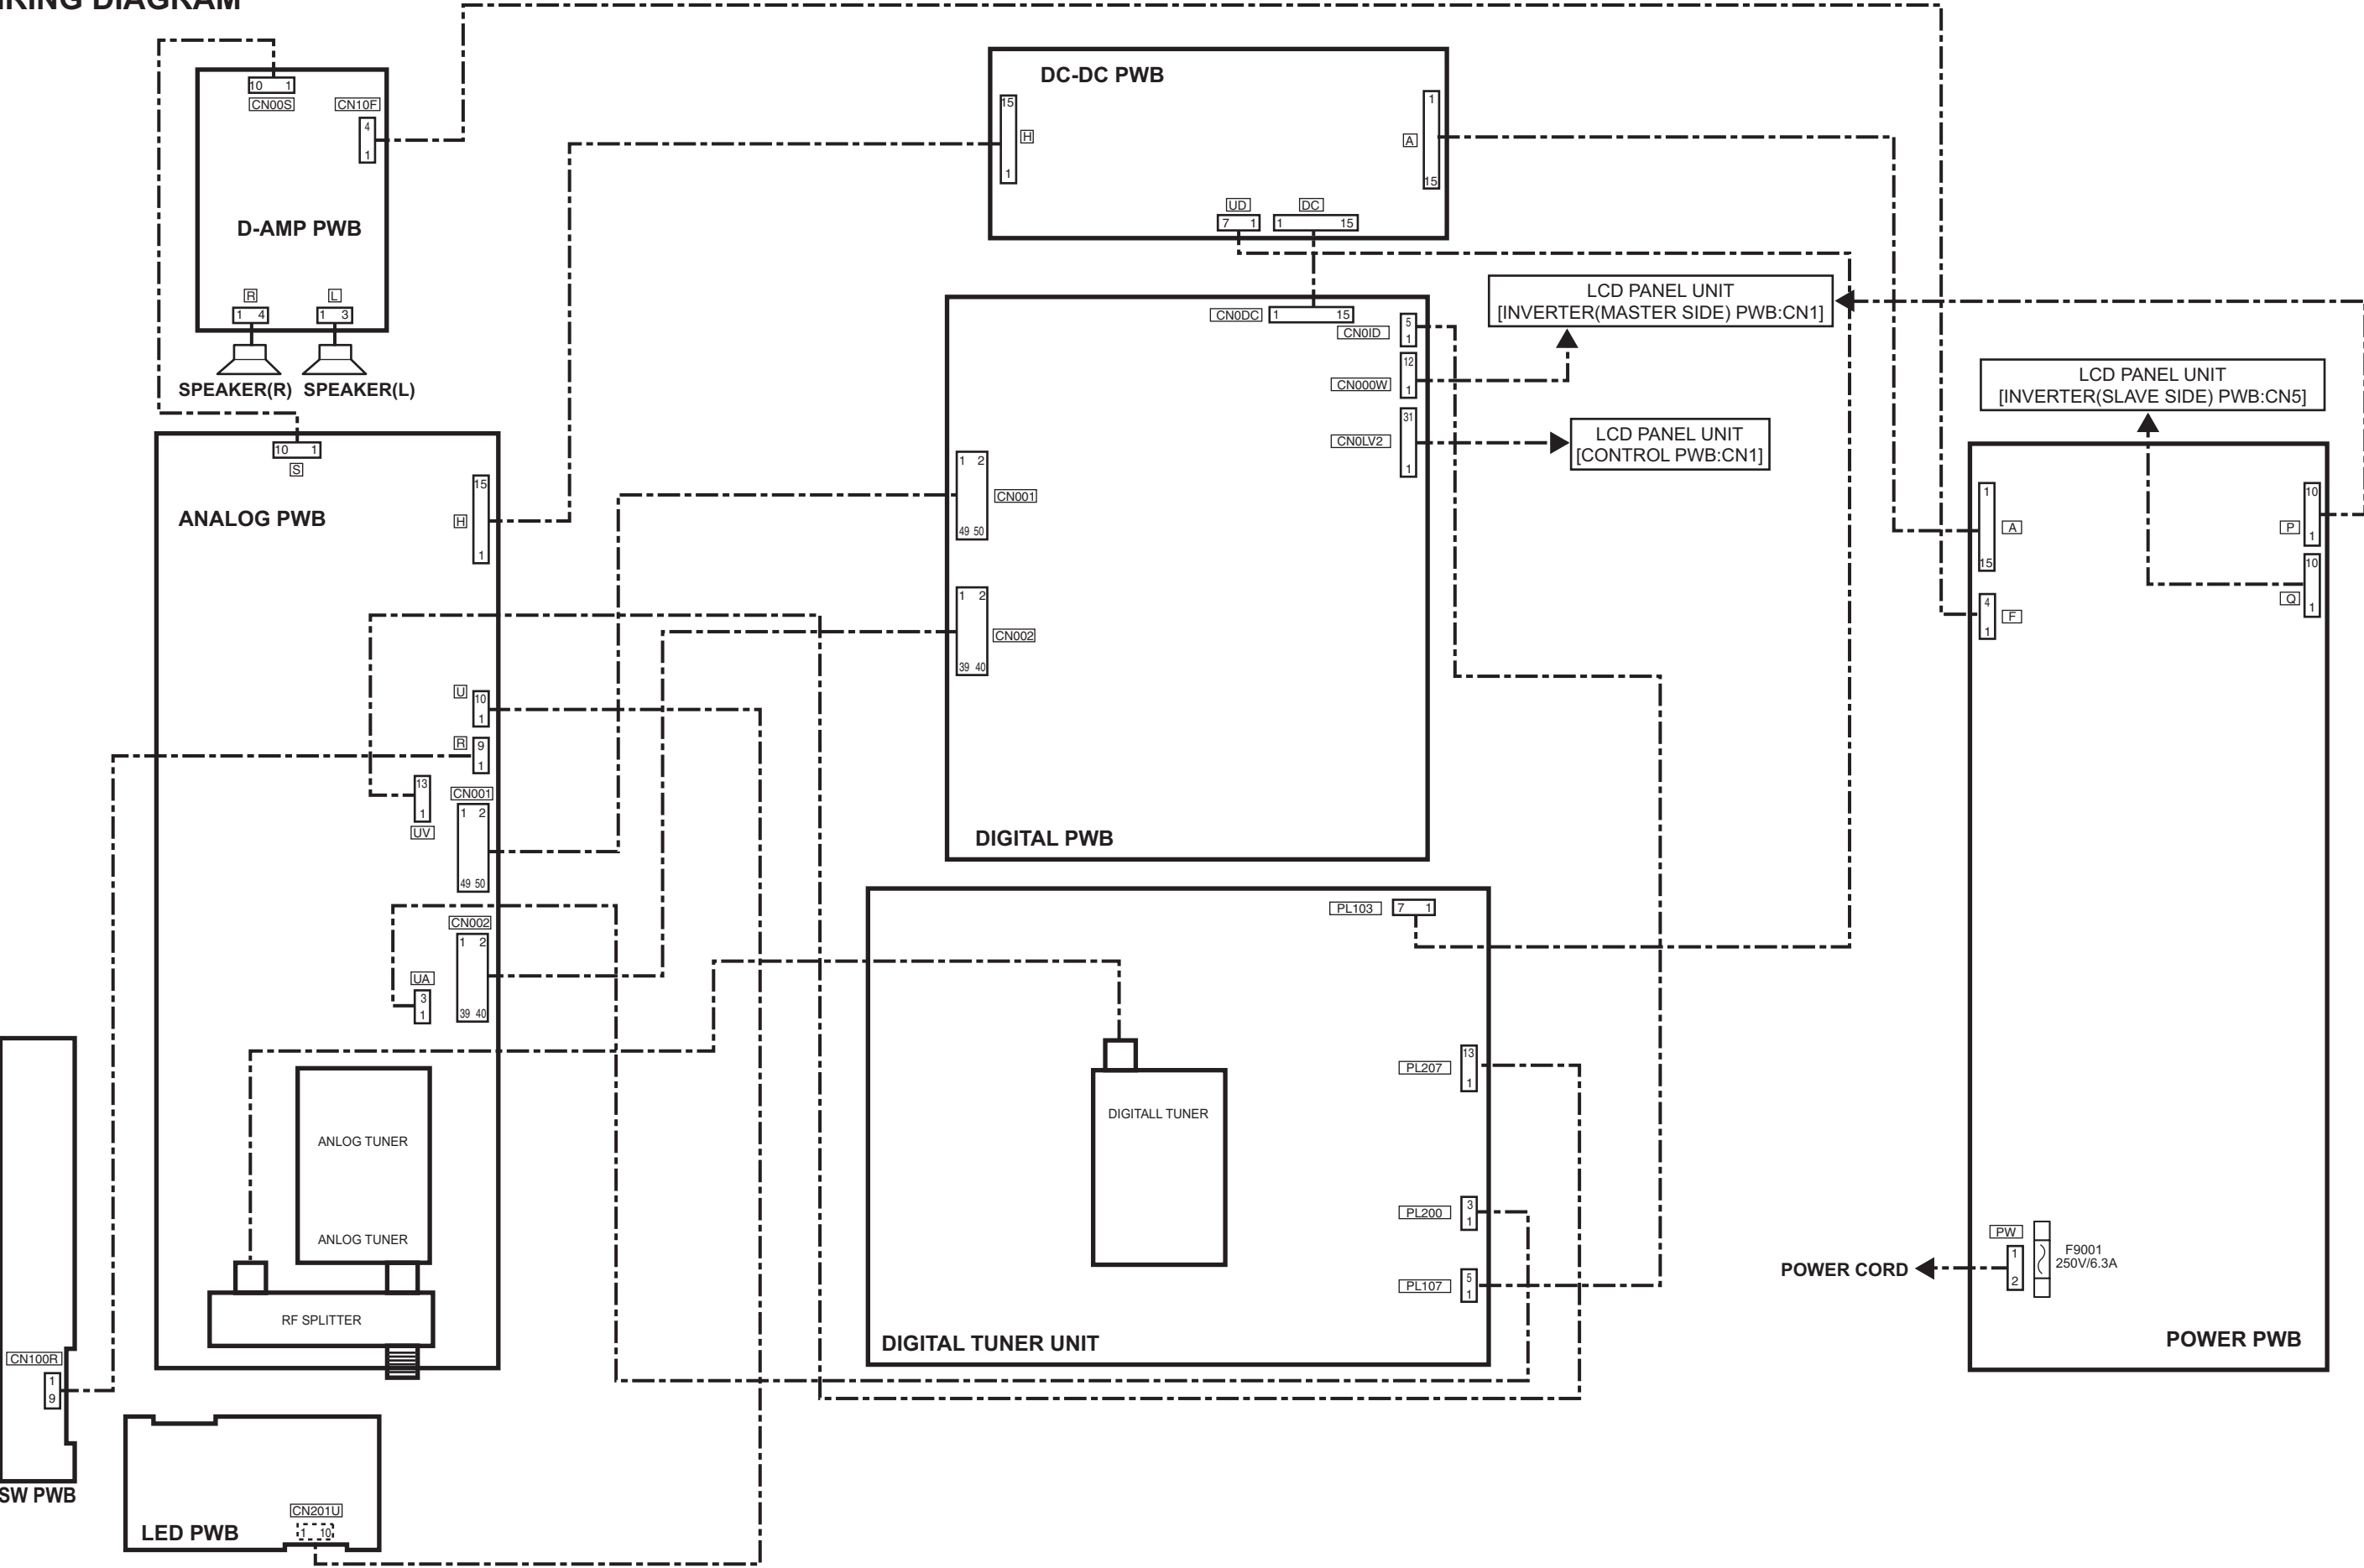 DIAGRAM
10 1
CN00S
CN10F
4
1
D-AMP PWB
R
L
1 4
1 3
SPEAKER(R) SPEAKER(L)
DC-DC PWB
15
H
1
1
A
15
UD
DC
7 1
1 15
10 1
S
ANALOG PWB
15
H
1
U
10
1
R
9
1
13
1
UV
CN001
1 2
49 50
CN002
1 2
39 40
UA
3
1
ANLOG TUNER
ANLOG TUNER
RF SPLITTER
CN0DC
1 15
CN0ID
5
1
CN000W
12
1
CN0LV2
31
1
1 2
CN001
49 50
1 2
CN002
39 40
DIGITAL PWB
LCD PANEL UNIT
[INVERTER(MASTER SIDE) PWB:CN1]
LCD PANEL UNIT
[CONTROL PWB:CN1]
LCD PANEL UNIT
[INVERTER(SLAVE SIDE) PWB:CN5]
1
A
15
4
F
1
10
P
1
10
Q
1
PW
1
2
F9001
250V/6.3A
POWER CORD
POWER PWB
PL103
7 1
DIGITALL TUNER
13
PL207
1
3
PL200
1
5
PL107
1
DIGITAL TUNER UNIT
CN100R
1
9
SW PWB
CN201U
1 10
LED PWB